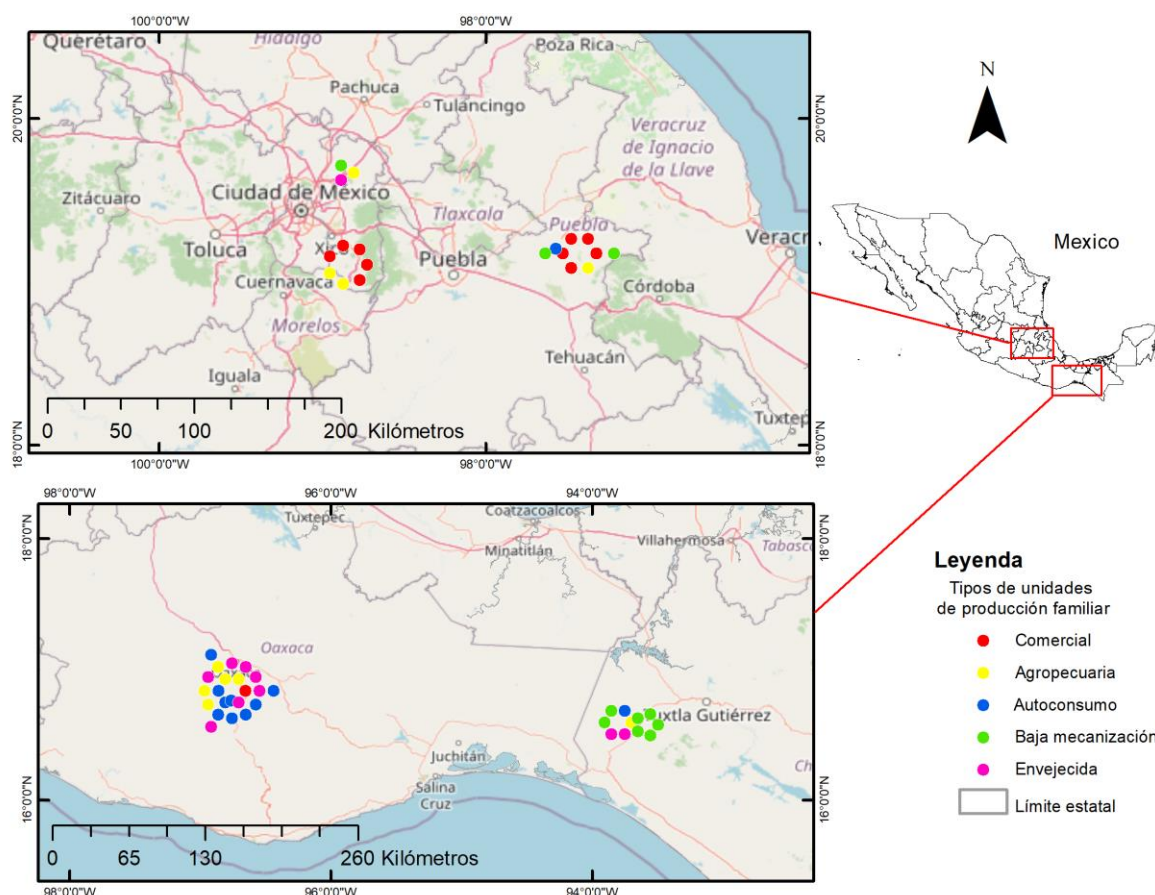 100°0'0"W
98°0'0"W
Querétaro
Hidalgo
Poza Rica
Pachuca
Tulancingo
20°0'0"N
20°0'0"N
Veracruz
de Ignacio
de la Llave
Zitácuaro
Ciudad de México
Tlaxcala
Puebla
Toluca
Xico
Puebla
Veracr
Cuernavaca
Córdoba
Morelos
Tehuacán
Iguala
Tuxtep
0
50
100
200 Kilómetros
18°0'0"N
18°0'0"N
100°0'0"W
98°0'0"W
N
Mexico
98°0'0"W
96°0'0"W
94°0'0"W
Tuxtepec
Coatzacoalcos
18°0'0"N
18°0'0"N
Minatitlán
Villahermosa
Tabasc
Oaxaca
Tuxtla Gutiérrez
Juchitán
Ch
Salina
Cruz
16°0'0"N
16°0'0"N
0
65
130
260 Kilómetros
98°0'0"W
96°0'0"W
94°0'0"W
Leyenda
Tipos de unidades
de producción familiar
Comercial
Agropecuaria
Autoconsumo
Baja mecanización
Envejecida
Límite estatal